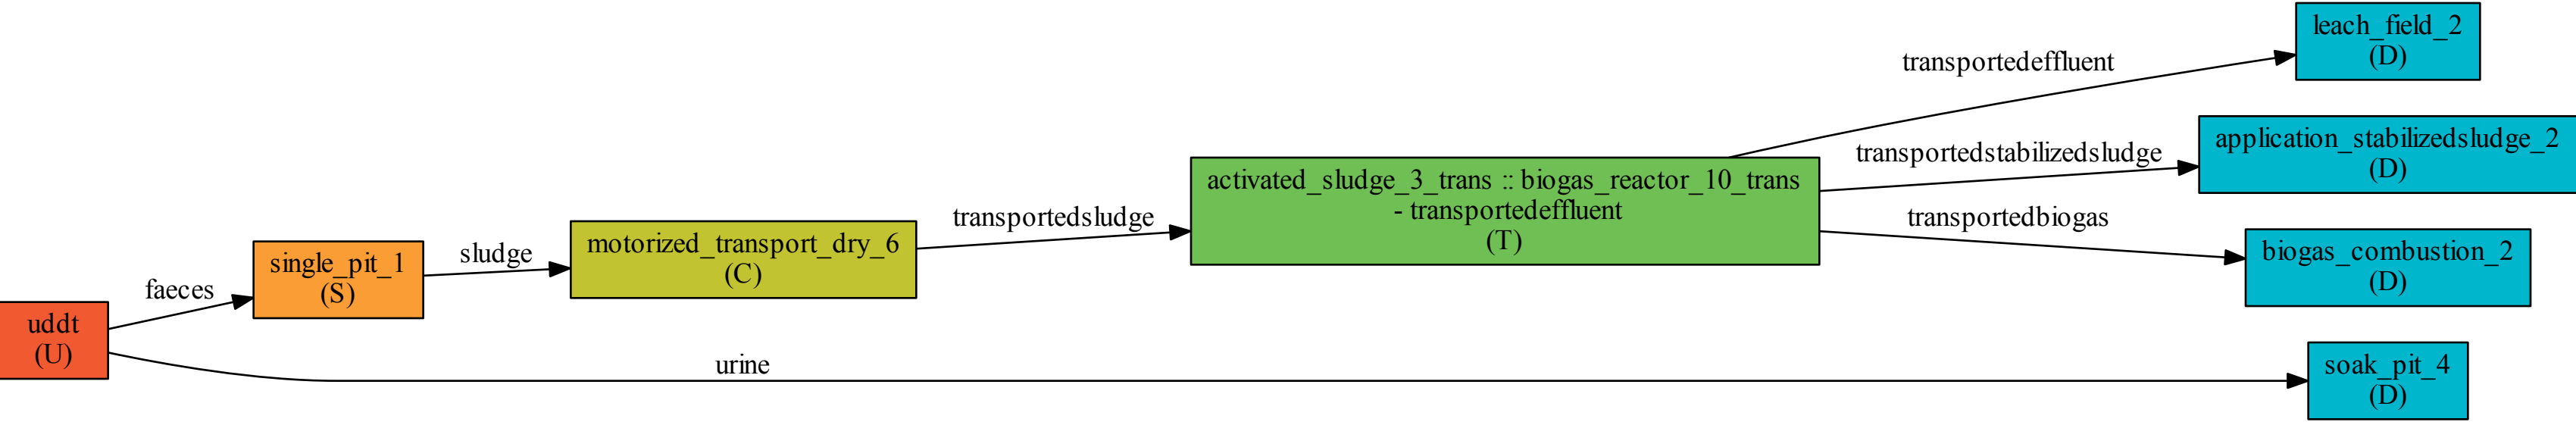 uddt
(U)
faeces
urine
single_pit_1
(S)
sludge
motorized_transport_dry_6
(C)
transportedsludge
activated_sludge_3_trans :: biogas_reactor_10_trans
- transportedeffluent
(T)
transportedeffluent
transportedstabilizedsludge
transportedbiogas
leach_field_2
(D)
application_stabilizedsludge_2
(D)
biogas_combustion_2
(D)
soak_pit_4
(D)